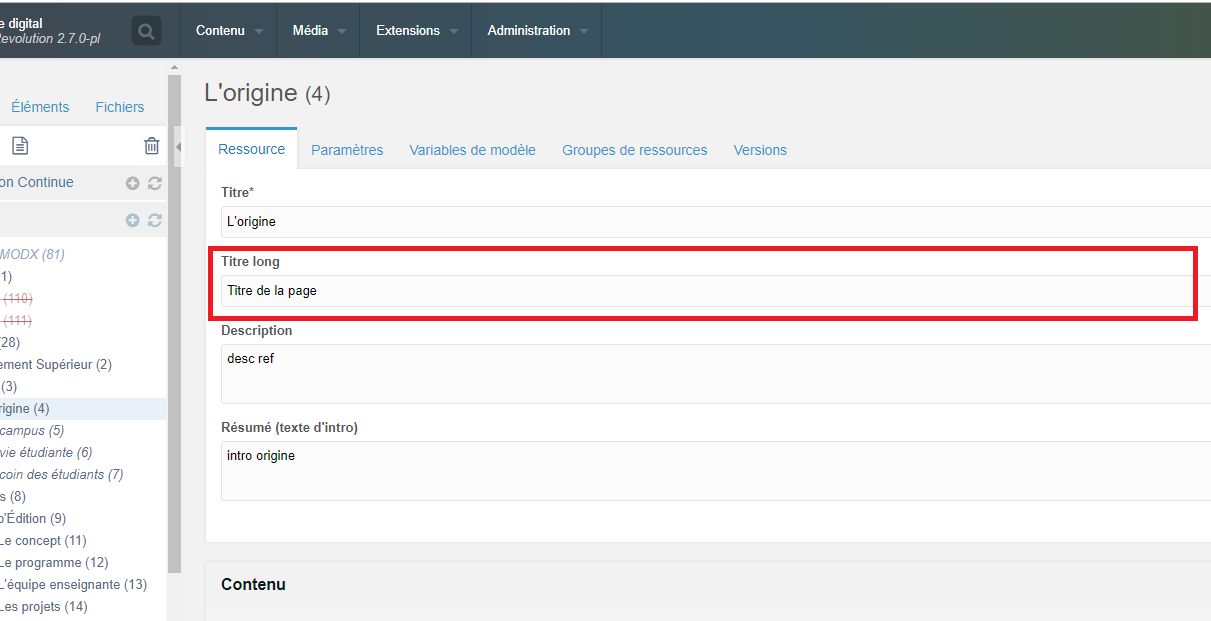 e digital
Revolution 2.7.0-pl
Contenu
Média
Extensions
Administration
Éléments
Fichiers
on Continue
MODX (81)
1)
(110)
(111)
(28)
ement Supérieur (2)
(3)
rigine (4)
campus (5)
vie étudiante (6)
coin des étudiants (7)
s (8)
o'Édition (9)
Le concept (11)
Le programme (12)
L'équipe enseignante (13)
Les projets (14)
L'origine (4)
Ressource
Paramètres
Variables de modèle
Groupes de ressources
Versions
Titre*
L'origine
Titre long
Titre de la page
Description
desc ref
Résumé (texte d'intro)
intro origine
Contenu